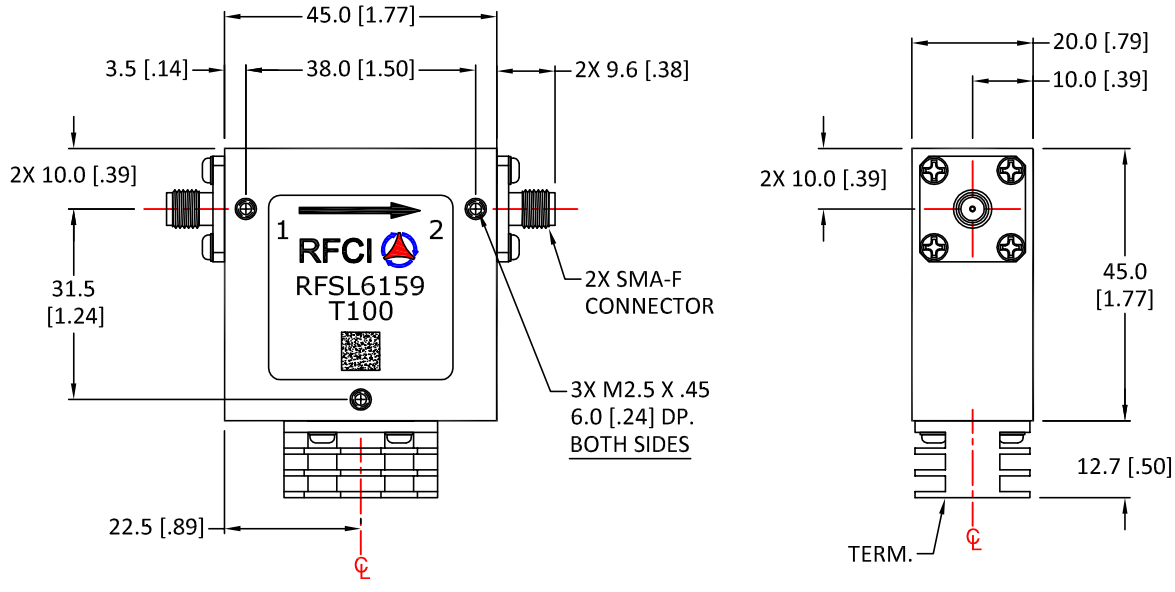 45.0 [1.77]
3.5 [.14]
38.0 [1.50]
2X 9.6 [.38]
2X 10.0 [.39]
1
2
RFCI
RFSL6159
T100
31.5
[1.24]
2X SMA-F
CONNECTOR
3X M2.5 X .45
6.0 [.24] DP.
BOTH SIDES
22.5 [.89]
CL
20.0 [.79]
10.0 [.39]
2X 10.0 [.39]
45.0
[1.77]
12.7 [.50]
TERM.
CL